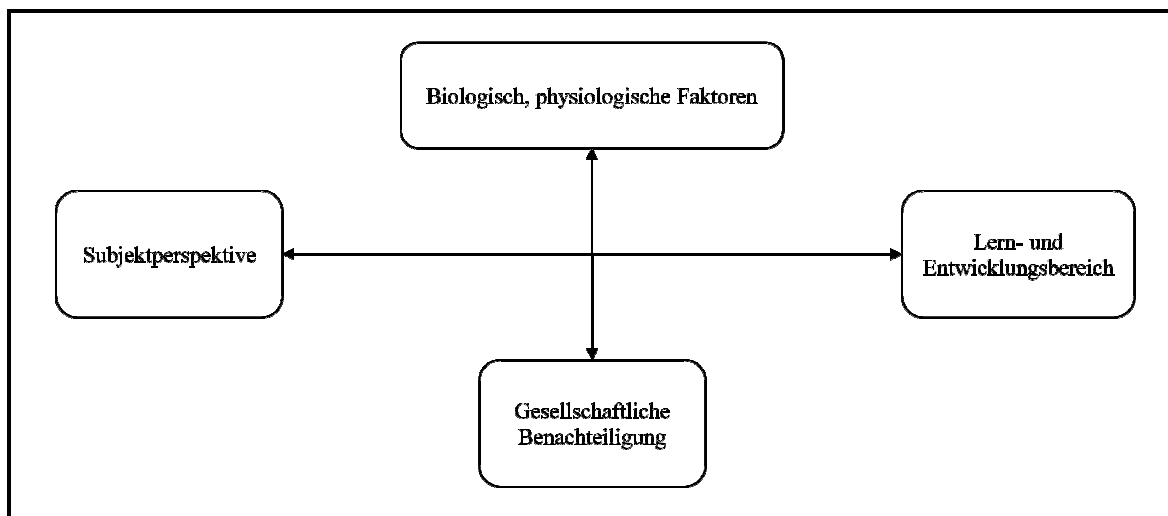 Biologisch, physiologische Faktoren
Subjektperspektive
Lern- und
Entwicklungsbereich
Gesellschaftliche
Benachteiligung